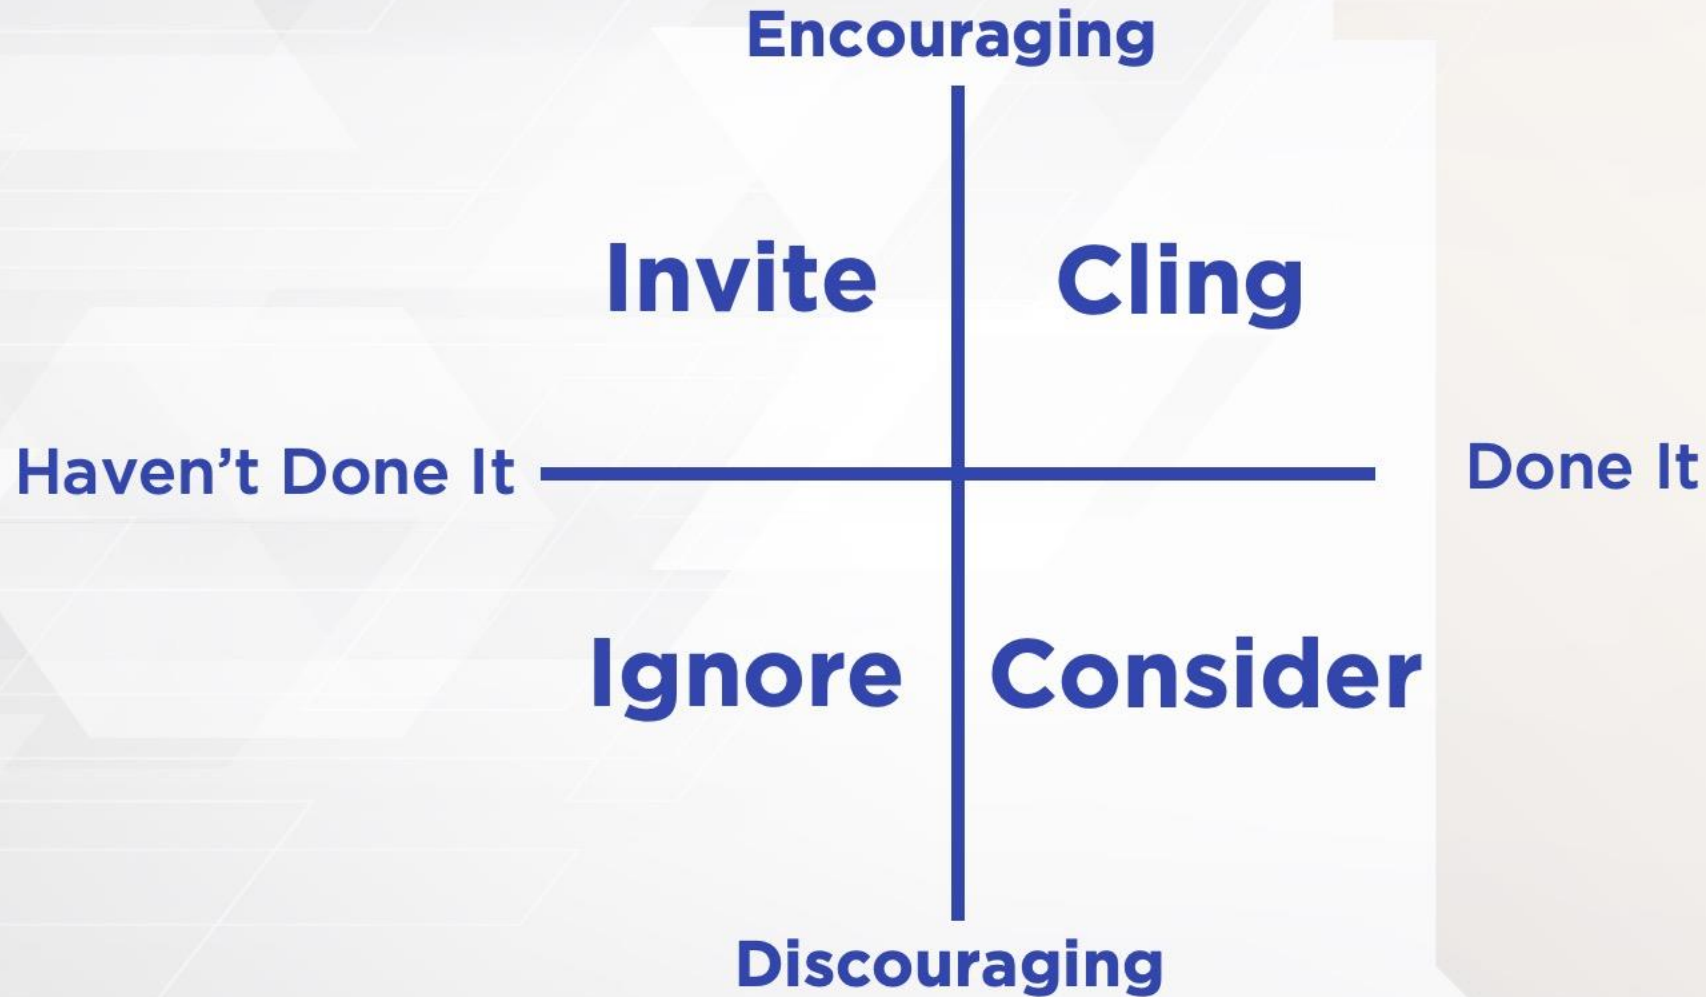 Encouraging
Invite
Cling
Haven't Done It
Done It
Ignore
Consider
Discouraging